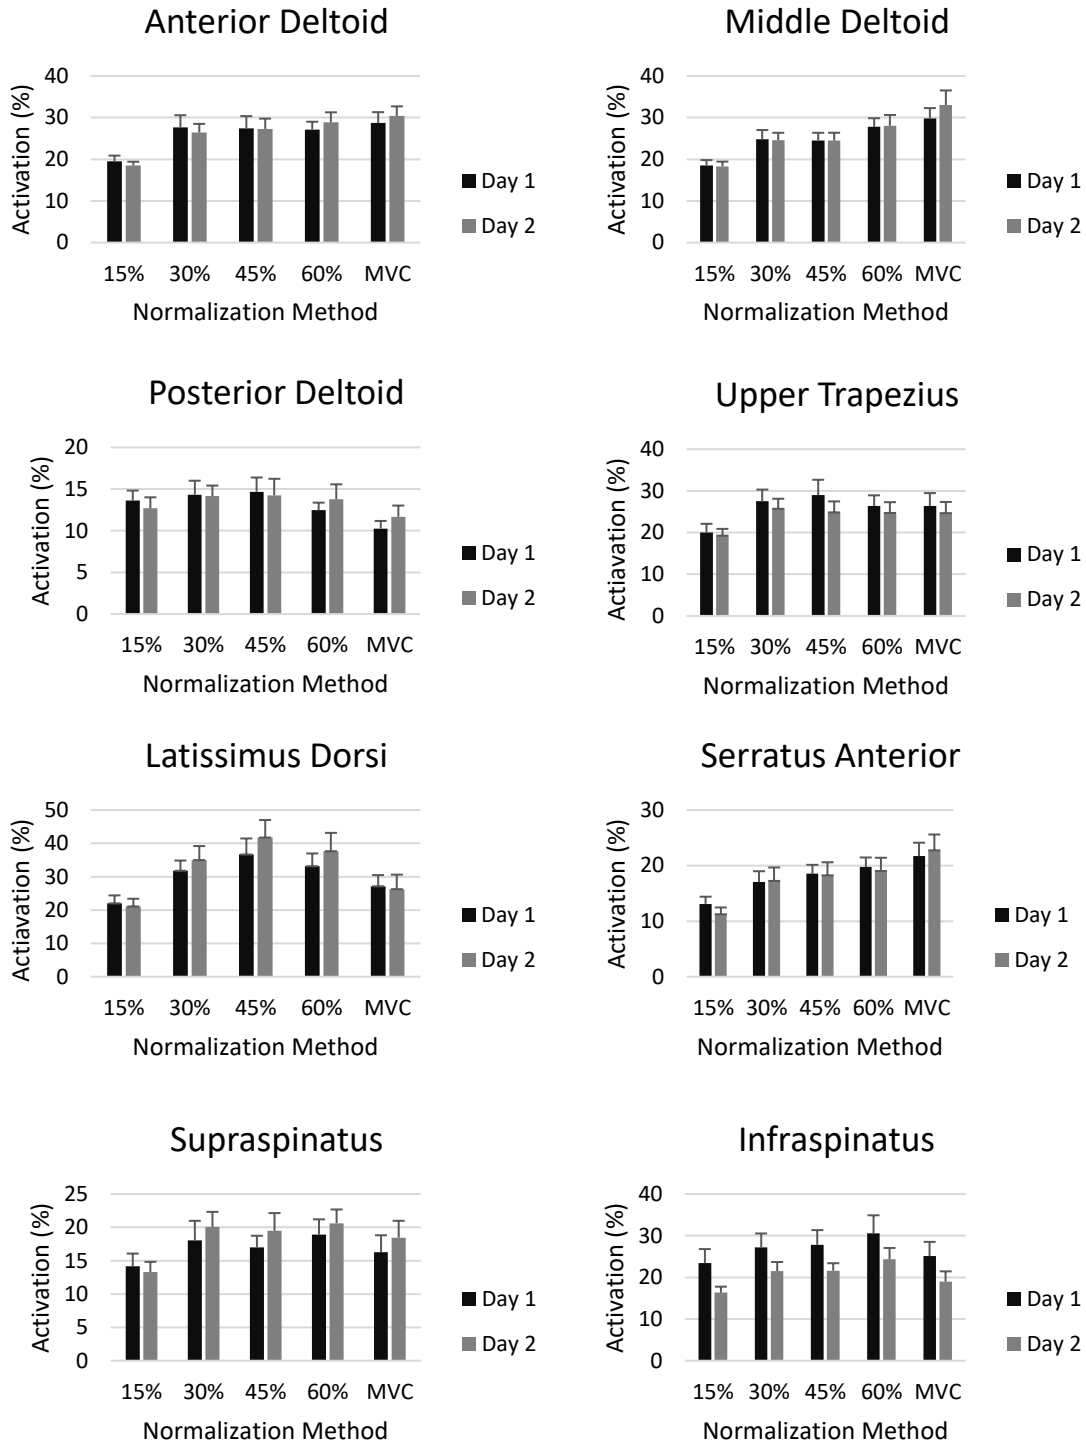 Anterior Deltoid
Activation (%)
40
30
20
10
0
15% 30% 45% 60% MVC
Normalization Method
Day 1
Day 2
Middle Deltoid
Activation (%)
40
30
20
10
0
15% 30% 45% 60% MVC
Normalization Method
Day 1
Day 2
Posterior Deltoid
Activation (%)
20
15
10
5
0
15% 30% 45% 60% MVC
Normalization Method
Day 1
Day 2
Upper Trapezius
Actiavation (%)
40
30
20
10
0
15% 30% 45% 60% MVC
Normalization Method
Day 1
Day 2
Latissimus Dorsi
Actiavation (%)
50
40
30
20
10
0
15% 30% 45% 60% MVC
Normalization Method
Day 1
Day 2
Serratus Anterior
Activation (%)
30
20
10
0
15% 30% 45% 60% MVC
Normalization Method
Day 1
Day 2
Supraspinatus
Activation (%)
25
20
15
10
5
0
15% 30% 45% 60% MVC
Normalization Method
Day 1
Day 2
Infraspinatus
Activation (%)
40
30
20
10
0
15% 30% 45% 60% MVC
Normalization Method
Day 1
Day 2